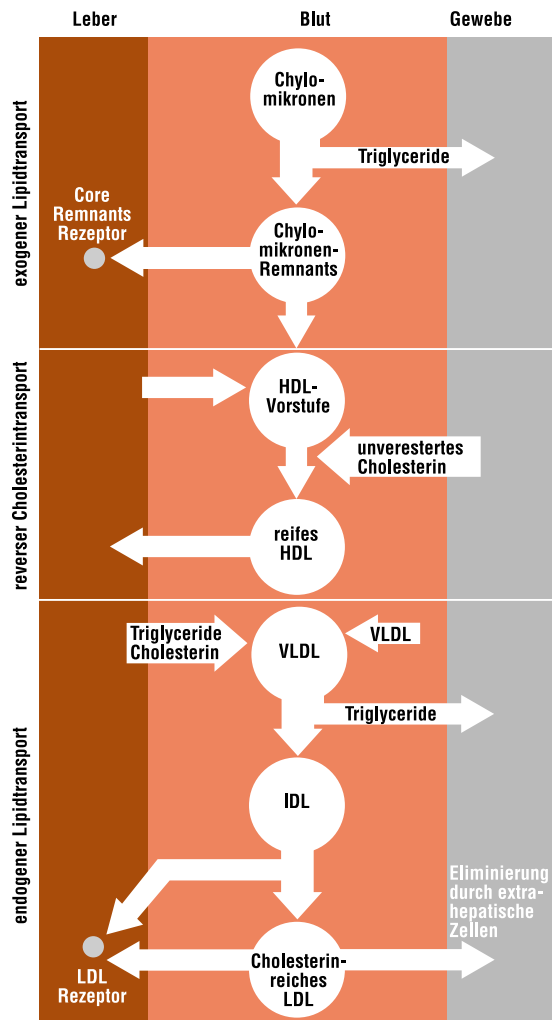 Leber
Blut
Gewebe
exogener Lipidtransport
Chylo-
mikronen
Triglyceride
Core
Remnants
Rezeptor
Chylo-
mikronen-
Remnants
reverser Cholesterintransport
HDL-
Vorstufe
unverestertes
Cholesterin
reifes
HDL
endogener Lipidtransport
Triglyceride
Cholesterin
VLDL
VLDL
Triglyceride
IDL
Eliminierung
durch extra-
hepatische
Zellen
LDL
Rezeptor
Cholesterin-
reiches
LDL